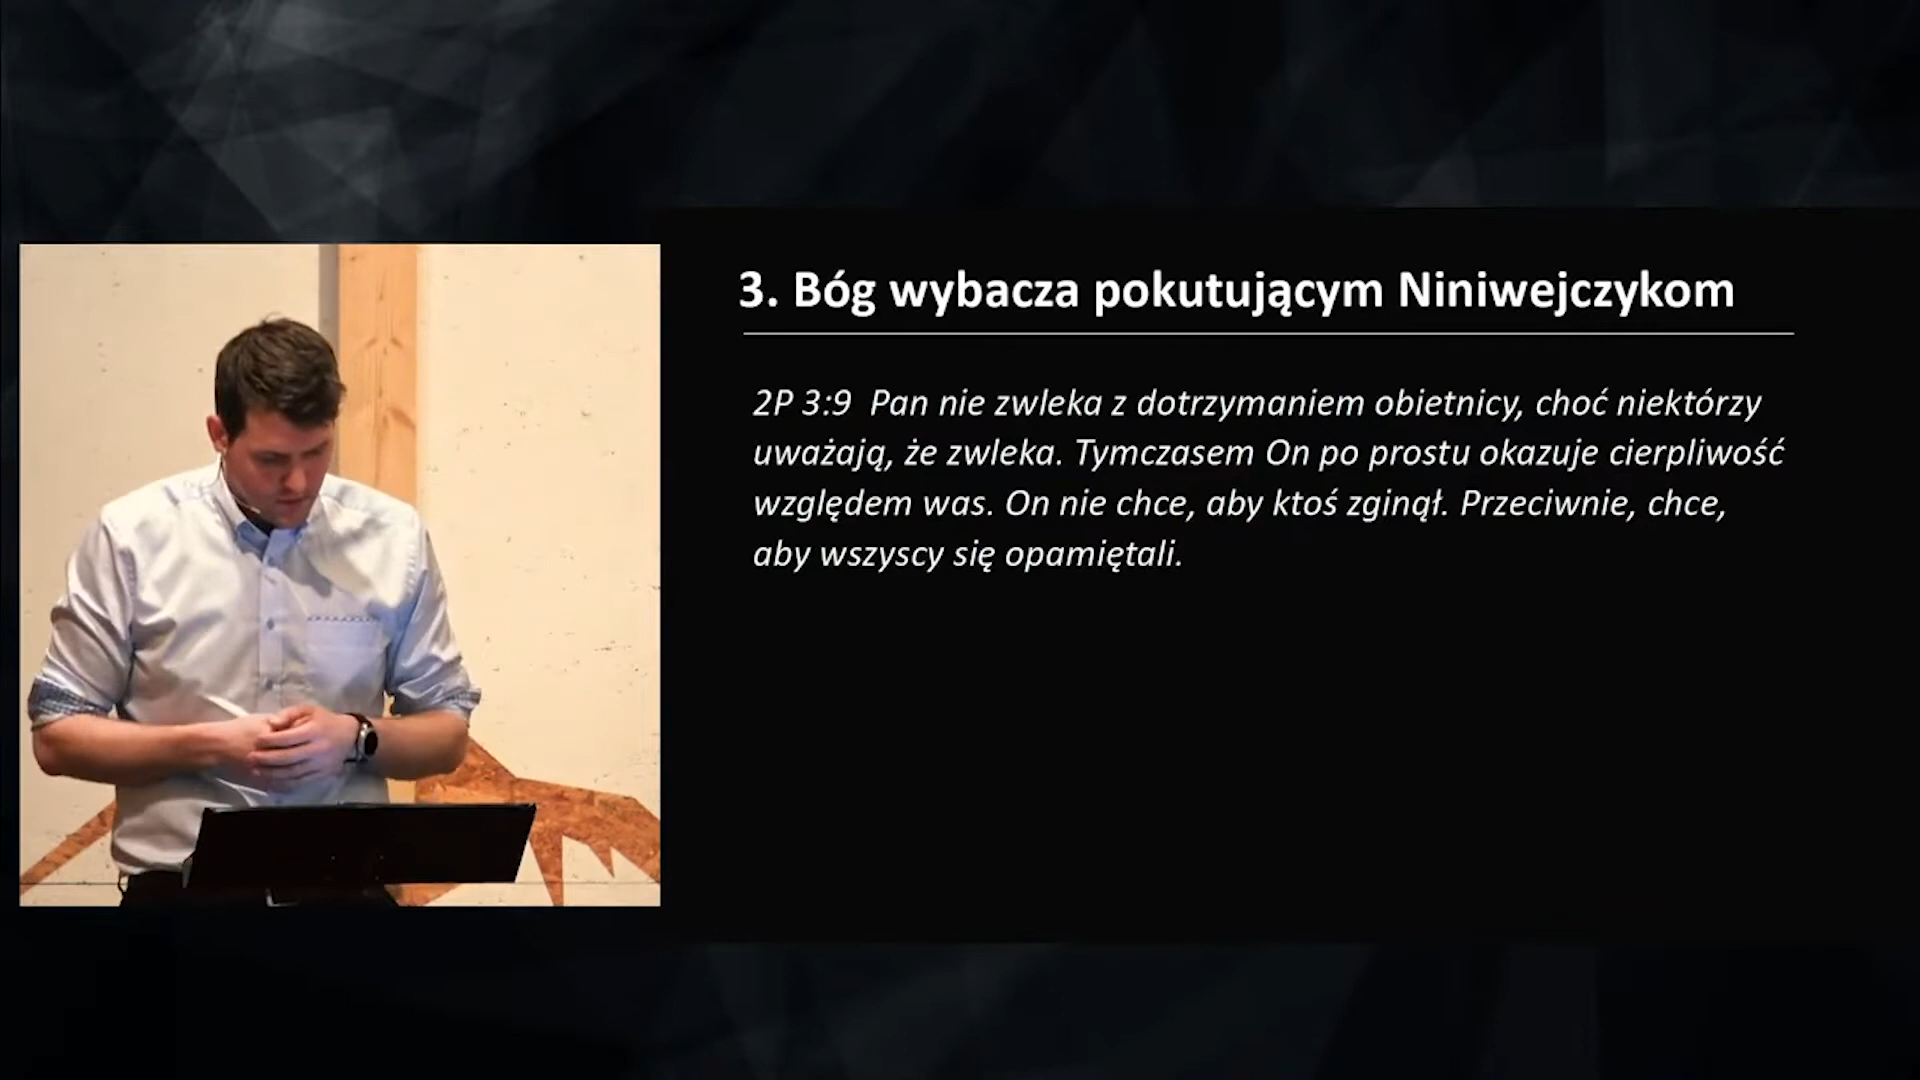 3. Bóg wybacza pokutującym Niniwejczykom
2P 3:9  Pan nie zwleka z dotrzymaniem obietnicy, choć niektórzy
uważają, że zwleka. Tymczasem On po prostu okazuje cierpliwość
względem was. On nie chce, aby ktoś zginął. Przeciwnie, chce,
aby wszyscy się opamiętali.